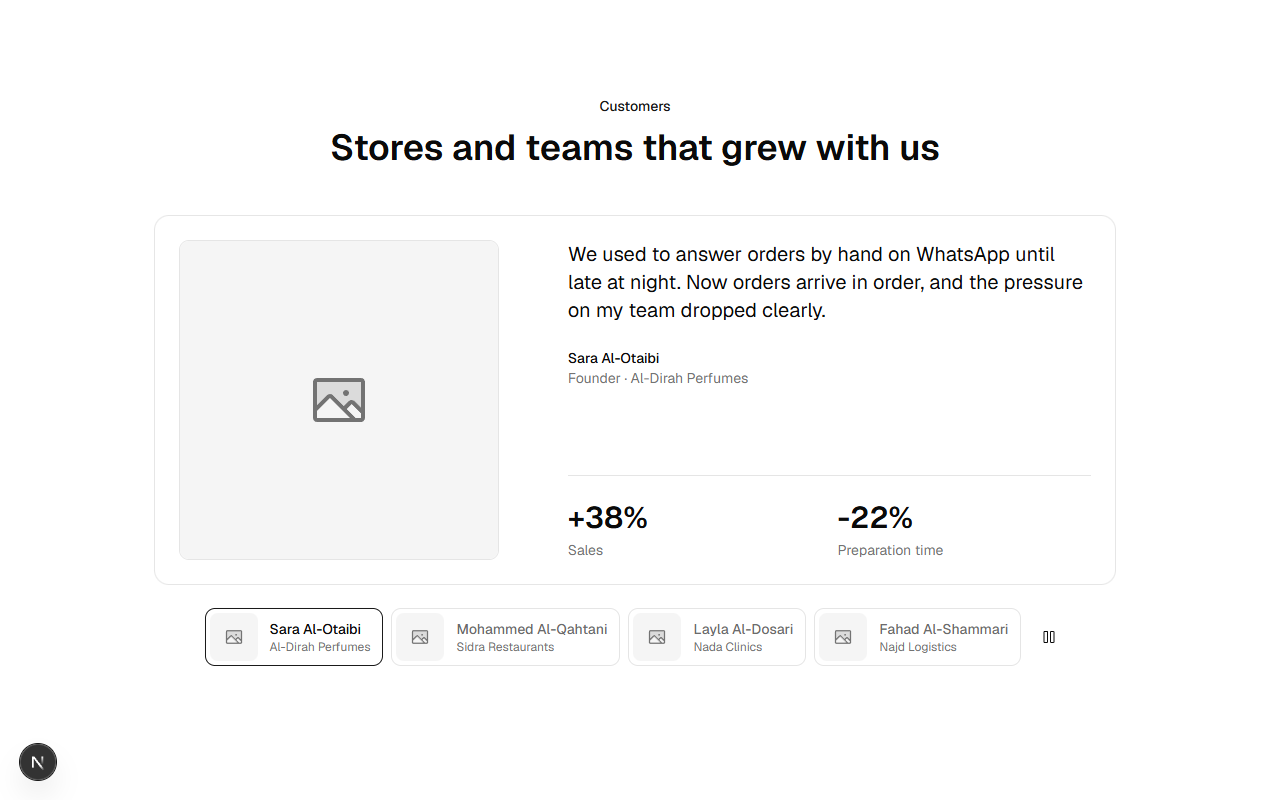 Customers
Stores and teams that grew with us
We used to answer orders by hand on WhatsApp until
late at night. Now orders arrive in order, and the pressure
on my team dropped clearly.
Sara Al-Otaibi
Founder · Al-Dirah Perfumes
+38%
Sales
-22%
Preparation time
Sara Al-Otaibi
Al-Dirah Perfumes
Mohammed Al-Qahtani
Sidra Restaurants
Layla Al-Dosari
Nada Clinics
Fahad Al-Shammari
Najd Logistics
N